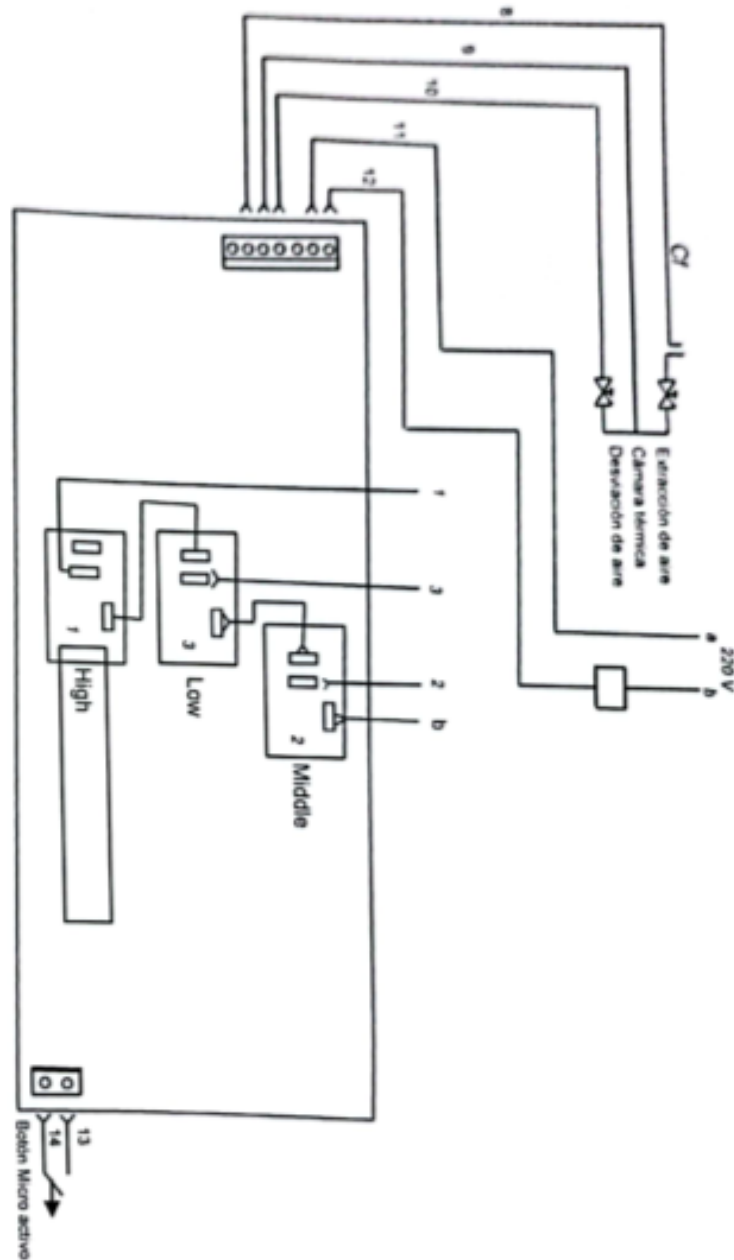 8
9
10
11
12
Cf
Extracción de aire
Cámara térmica
Desviación de aire
220 V
a
b
1
3
2
b
1
High
3
Low
2
Middle
13
14
Botón Micro activo